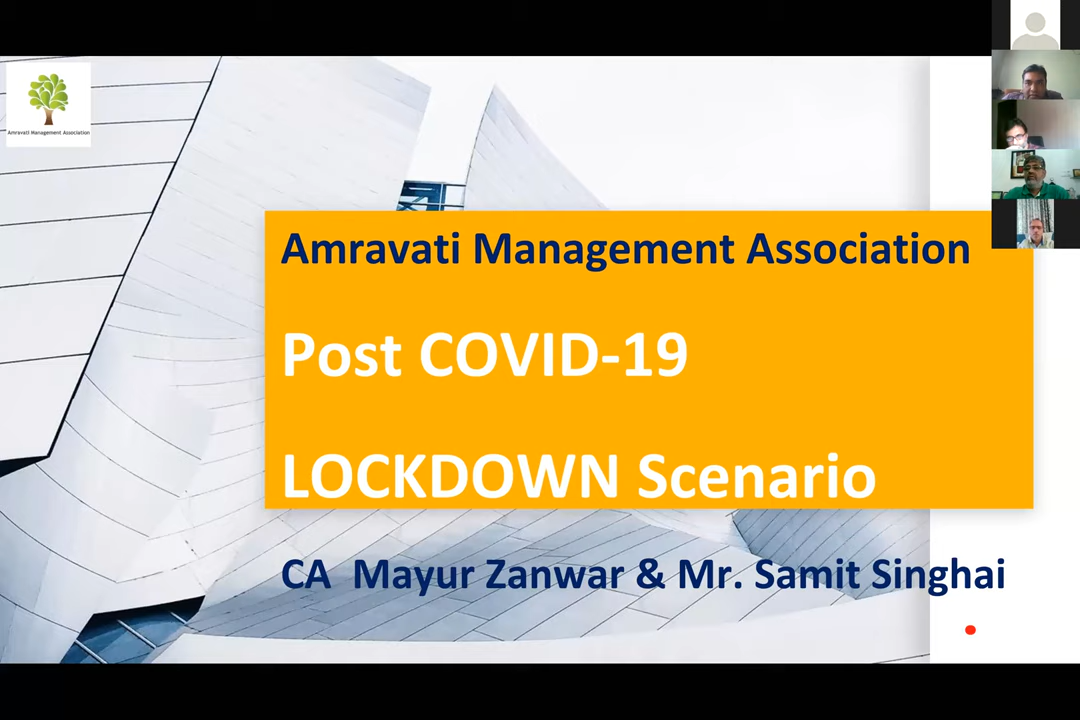 Amravati Management Association
Amravati Management Association
Post COVID-19
LOCKDOWN Scenario
CA Mayur Zanwar & Mr. Samit Singhai